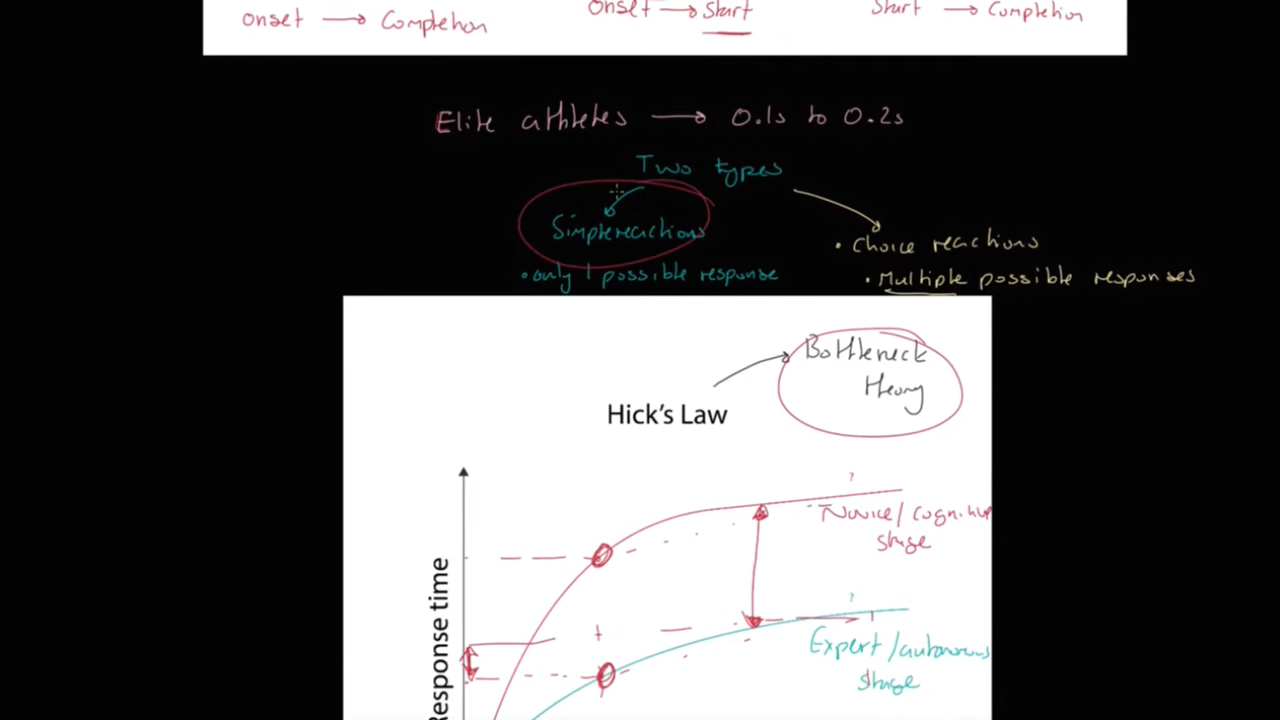 Onset → Completion
Onset → Start
Start → Completion
Elite athletes → 0.1s to 0.2s
Two types
Simple reactions
• only 1 possible response
• Choice reactions
• Multiple possible responses
Bottleneck
Theory
Hick's Law
?
Novice / Cognitive
stage
?
Expert / autonomous
stage
Response time